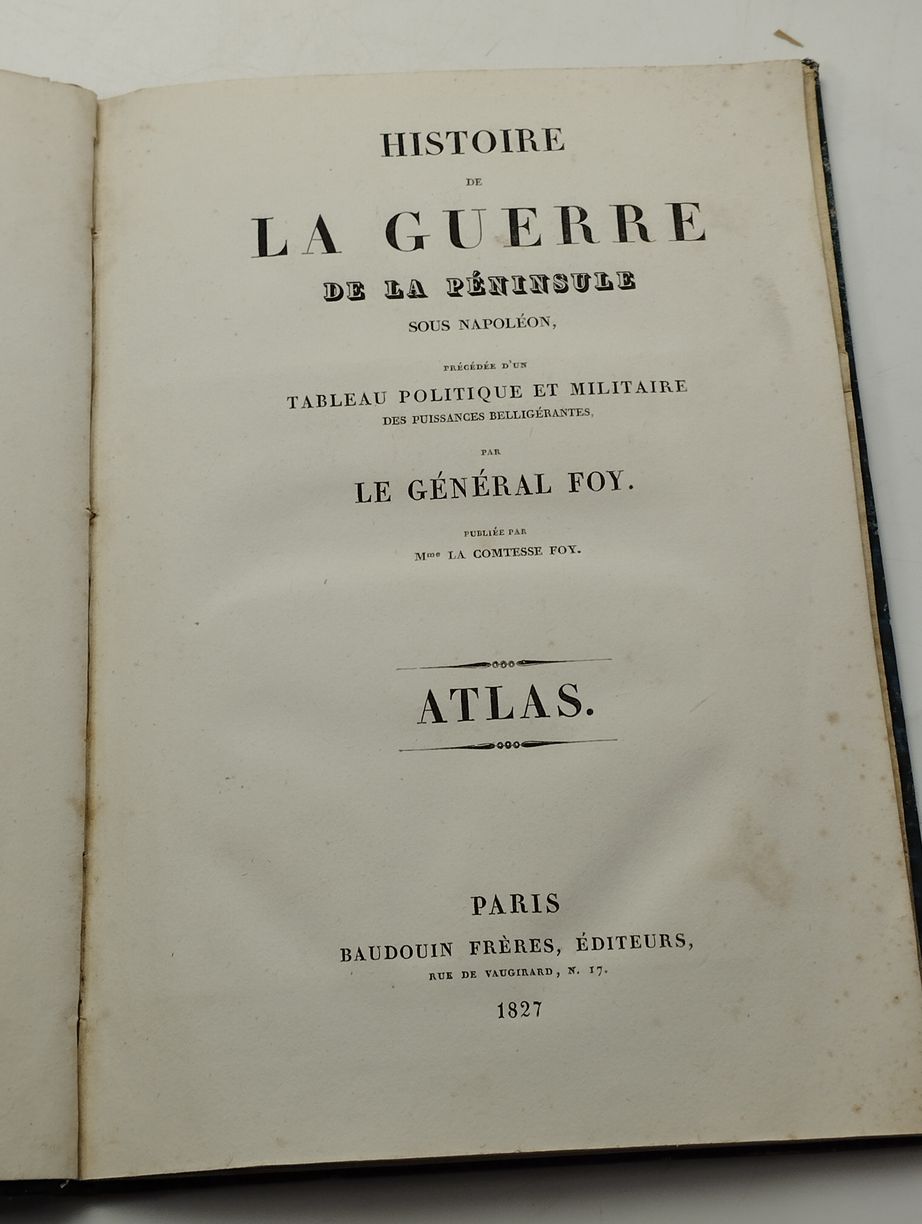 HISTOIRE
DE
LA GUERRE
DE LA PÉNINSULE
SOUS NAPOLÉON,
PRÉCÉDÉE D'UN
TABLEAU POLITIQUE ET MILITAIRE
DES PUISSANCES BELLIGÉRANTES,
PAR
LE GÉNÉRAL FOY.
PUBLIÉE PAR
Mme LA COMTESSE FOY.
ATLAS.
PARIS
BAUDOUIN FRÈRES, ÉDITEURS,
RUE DE VAUGIRARD, N. 17.
1827